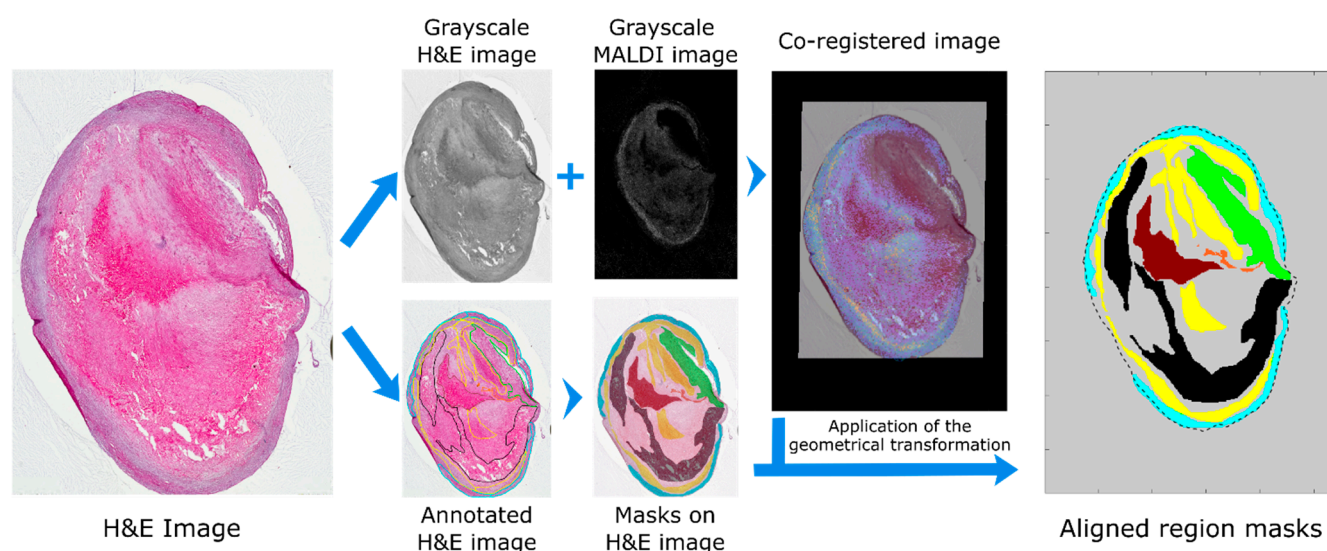 Grayscale
H&E image
Grayscale
MALDI image
Co-registered image
+
Application of the
geometrical transformation
H&E Image
Annotated
H&E image
Masks on
H&E image
Aligned region masks